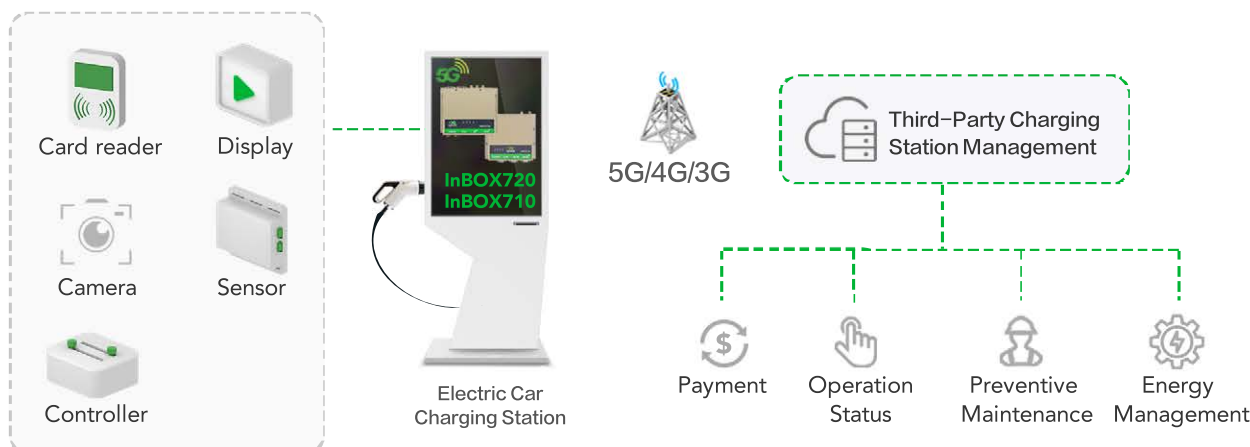 Card reader
Display
Camera
Sensor
Controller
5G
InBOX720
InBOX710
Electric Car
Charging Station
5G/4G/3G
Third-Party Charging
Station Management
$
Payment
Operation
Status
Preventive
Maintenance
Energy
Management